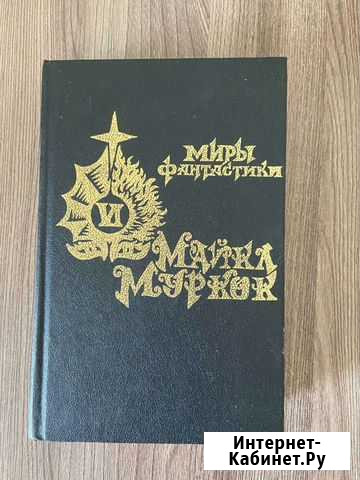 МИРЫ
ФАНТАСТИКИ
VI
МАЙКЛ
МУРКОК
Интернет-
Кабинет.Ру